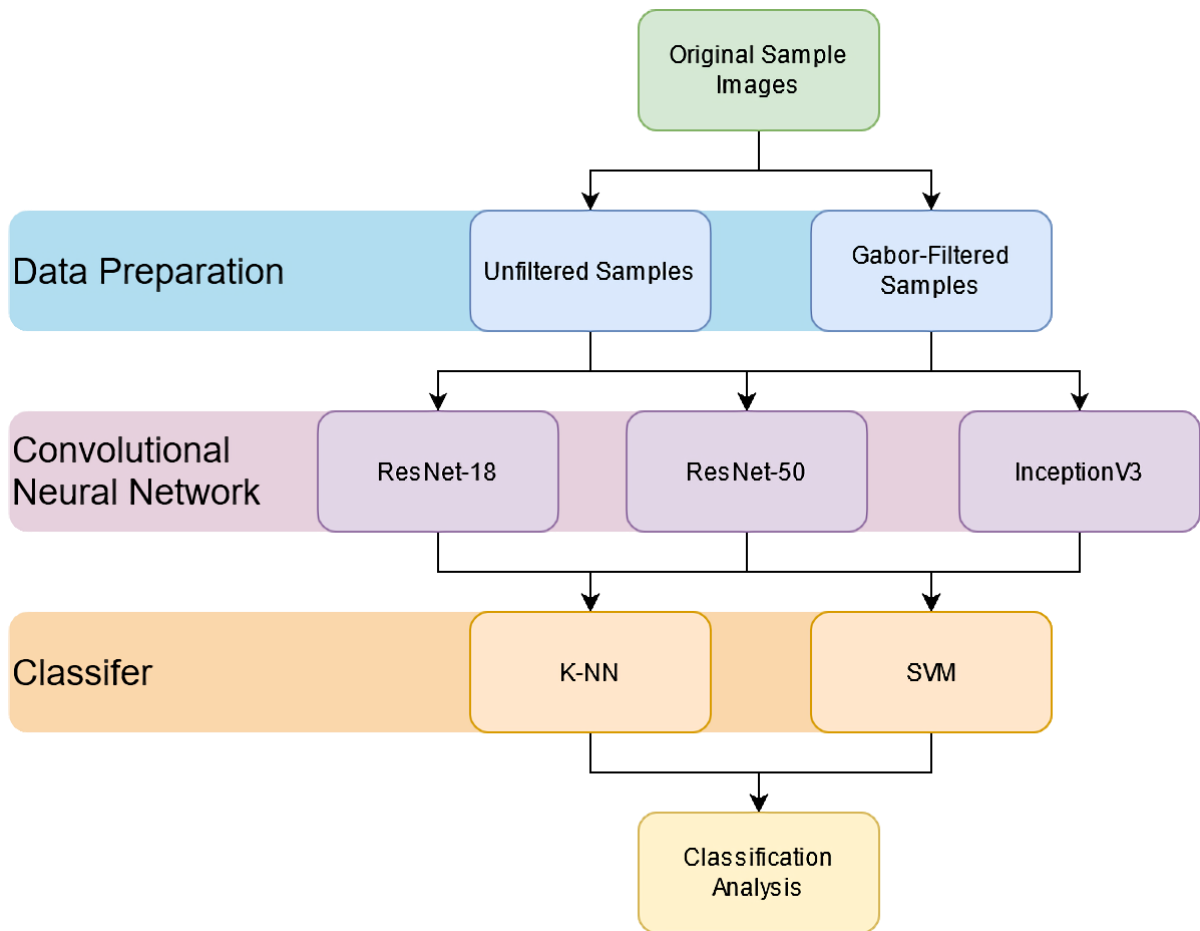 Original Sample
Images
Data Preparation
Unfiltered Samples
Gabor-Filtered
Samples
Convolutional
Neural Network
ResNet-18
ResNet-50
InceptionV3
Classifer
K-NN
SVM
Classification
Analysis